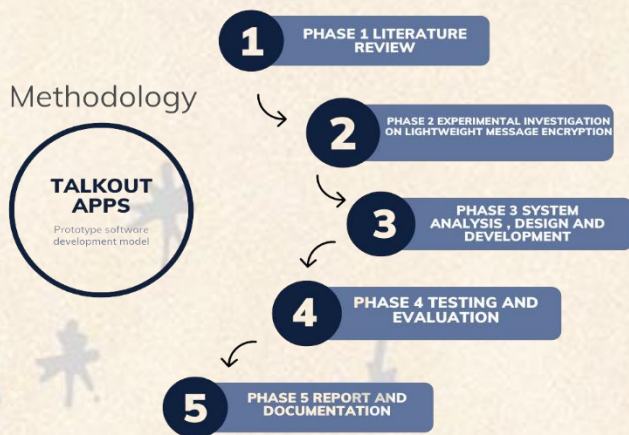 Methodology
TALKOUT
APPS
Prototype software
development model
1
PHASE 1 LITERATURE
REVIEW
2
PHASE 2 EXPERIMENTAL INVESTIGATION
ON LIGHTWEIGHT MESSAGE ENCRYPTION
3
PHASE 3 SYSTEM
ANALYSIS , DESIGN AND
DEVELOPMENT
4
PHASE 4 TESTING AND
EVALUATION
5
PHASE 5 REPORT AND
DOCUMENTATION